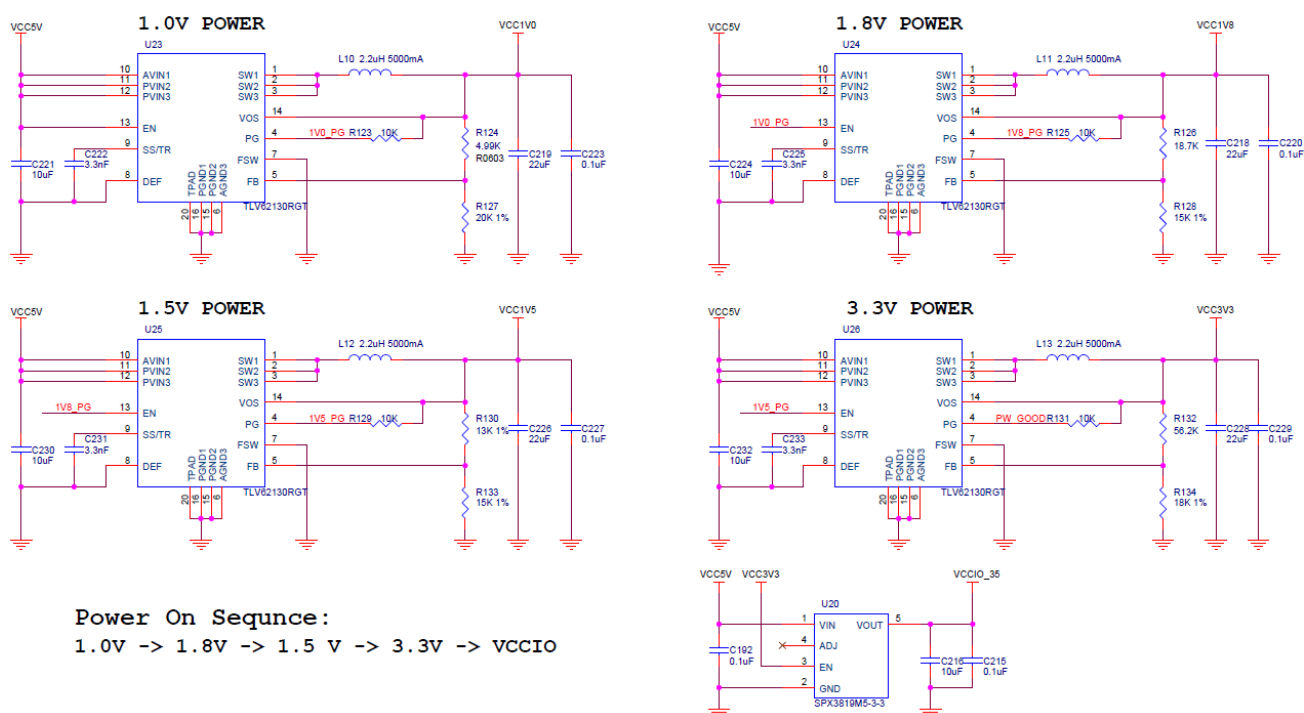 1.0V POWER
VCC5V
VCC1V0
U23
L10 2.2uH 5000mA
10 AVIN1
11 PVIN2
12 PVIN3
13 EN
9 SS/TR
8 DEF
SW1 1
SW2 2
SW3 3
VOS 14
PG 4
FSW 7
FB 5
1V0_PG R123 10K
TPAD 20
PGND1 16
PGND2 15
AGND3 6
TLV62130RGT
C221
10uF
C222
3.3nF
R124
4.99K
R0603
R127
20K 1%
C219
22uF
C223
0.1uF
1.8V POWER
VCC5V
VCC1V8
U24
L11 2.2uH 5000mA
10 AVIN1
11 PVIN2
12 PVIN3
1V0_PG 13 EN
9 SS/TR
8 DEF
SW1 1
SW2 2
SW3 3
VOS 14
PG 4
FSW 7
FB 5
1V8_PG R125 10K
TPAD 20
PGND1 16
PGND2 15
AGND3 6
TLV62130RGT
C224
10uF
C225
3.3nF
R126
18.7K
R128
15K 1%
C218
22uF
C220
0.1uF
1.5V POWER
VCC5V
VCC1V5
U25
L12 2.2uH 5000mA
10 AVIN1
11 PVIN2
12 PVIN3
1V8_PG 13 EN
9 SS/TR
8 DEF
SW1 1
SW2 2
SW3 3
VOS 14
PG 4
FSW 7
FB 5
1V5_PG R129 10K
TPAD 20
PGND1 16
PGND2 15
AGND3 6
TLV62130RGT
C230
10uF
C231
3.3nF
R130
13K 1%
R133
15K 1%
C226
22uF
C227
0.1uF
3.3V POWER
VCC5V
VCC3V3
U26
L13 2.2uH 5000mA
10 AVIN1
11 PVIN2
12 PVIN3
1V5_PG 13 EN
9 SS/TR
8 DEF
SW1 1
SW2 2
SW3 3
VOS 14
PG 4
FSW 7
FB 5
PW_GOOD R131 10K
TPAD 20
PGND1 16
PGND2 15
AGND3 6
TLV62130RGT
C232
10uF
C233
3.3nF
R132
56.2K
R134
18K 1%
C228
22uF
C229
0.1uF
Power On Sequnce:
1.0V -> 1.8V -> 1.5 V -> 3.3V -> VCCIO
VCC5V
VCC3V3
VCCIO_35
U20
1 VIN
VOUT 5
4 ADJ
3 EN
2 GND
SPX3819M5-3-3
C192
0.1uF
C216
10uF
C215
0.1uF